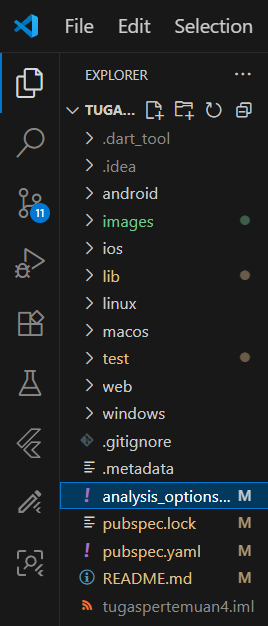 File Edit Selection
EXPLORER
TUGA...
.dart_tool
.idea
android
images
ios
lib
linux
macos
test
web
windows
.gitignore
.metadata
analysis_options... M
pubspec.lock M
pubspec.yaml M
README.md M
tugaspertemuan4.iml
11